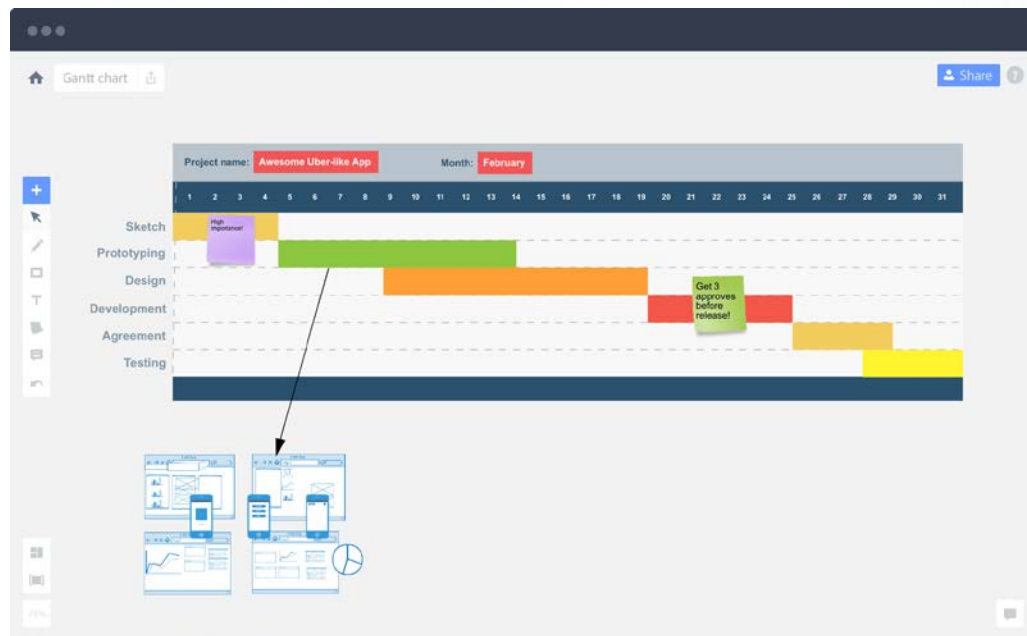 Gantt chart
Share
?
Project name: Awesome Uber-like App Month: February
1 2 3 4 5 6 7 8 9 10 11 12 13 14 15 16 17 18 19 20 21 22 23 24 25 26 27 28 29 30 31
Sketch
High importance!
Prototyping
Design
Get 3
approves
before
release!
Development
Agreement
Testing